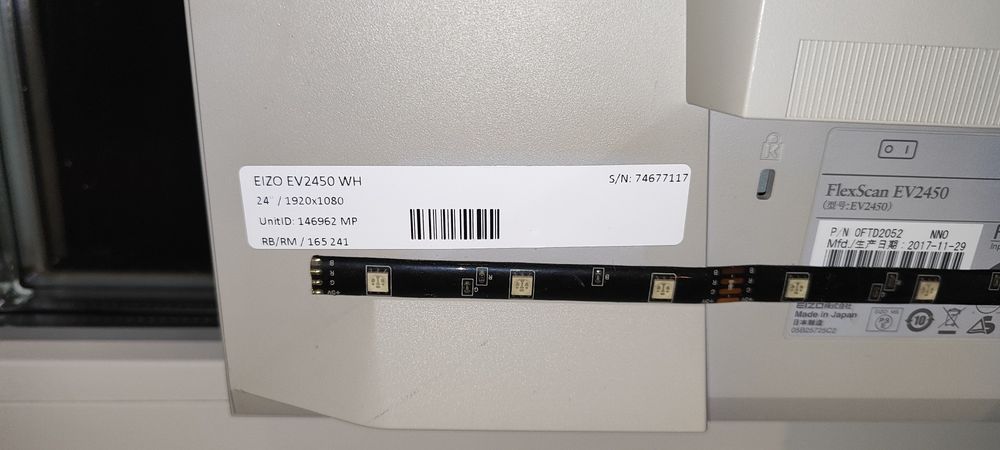 EIZO EV2450 WH
S/N: 74677117
24" / 1920x1080
UnitID: 146962 MP
RB/RM / 165 241
FlexScan EV2450
(型号:EV2450)
P/N 0FTD2052 NNO
Mfd./生产日期: 2017-11-29
EIZO株式会社
Made in Japan
日本制造
05B25725C2
10